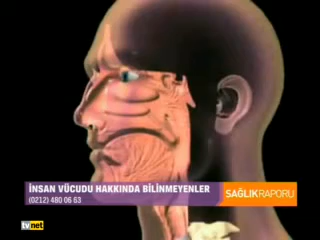 İNSAN VÜCUDU HAKKINDA BİLİNMEYENLER
(0212) 480 06 63
SAĞLIKRAPORU
tvnet